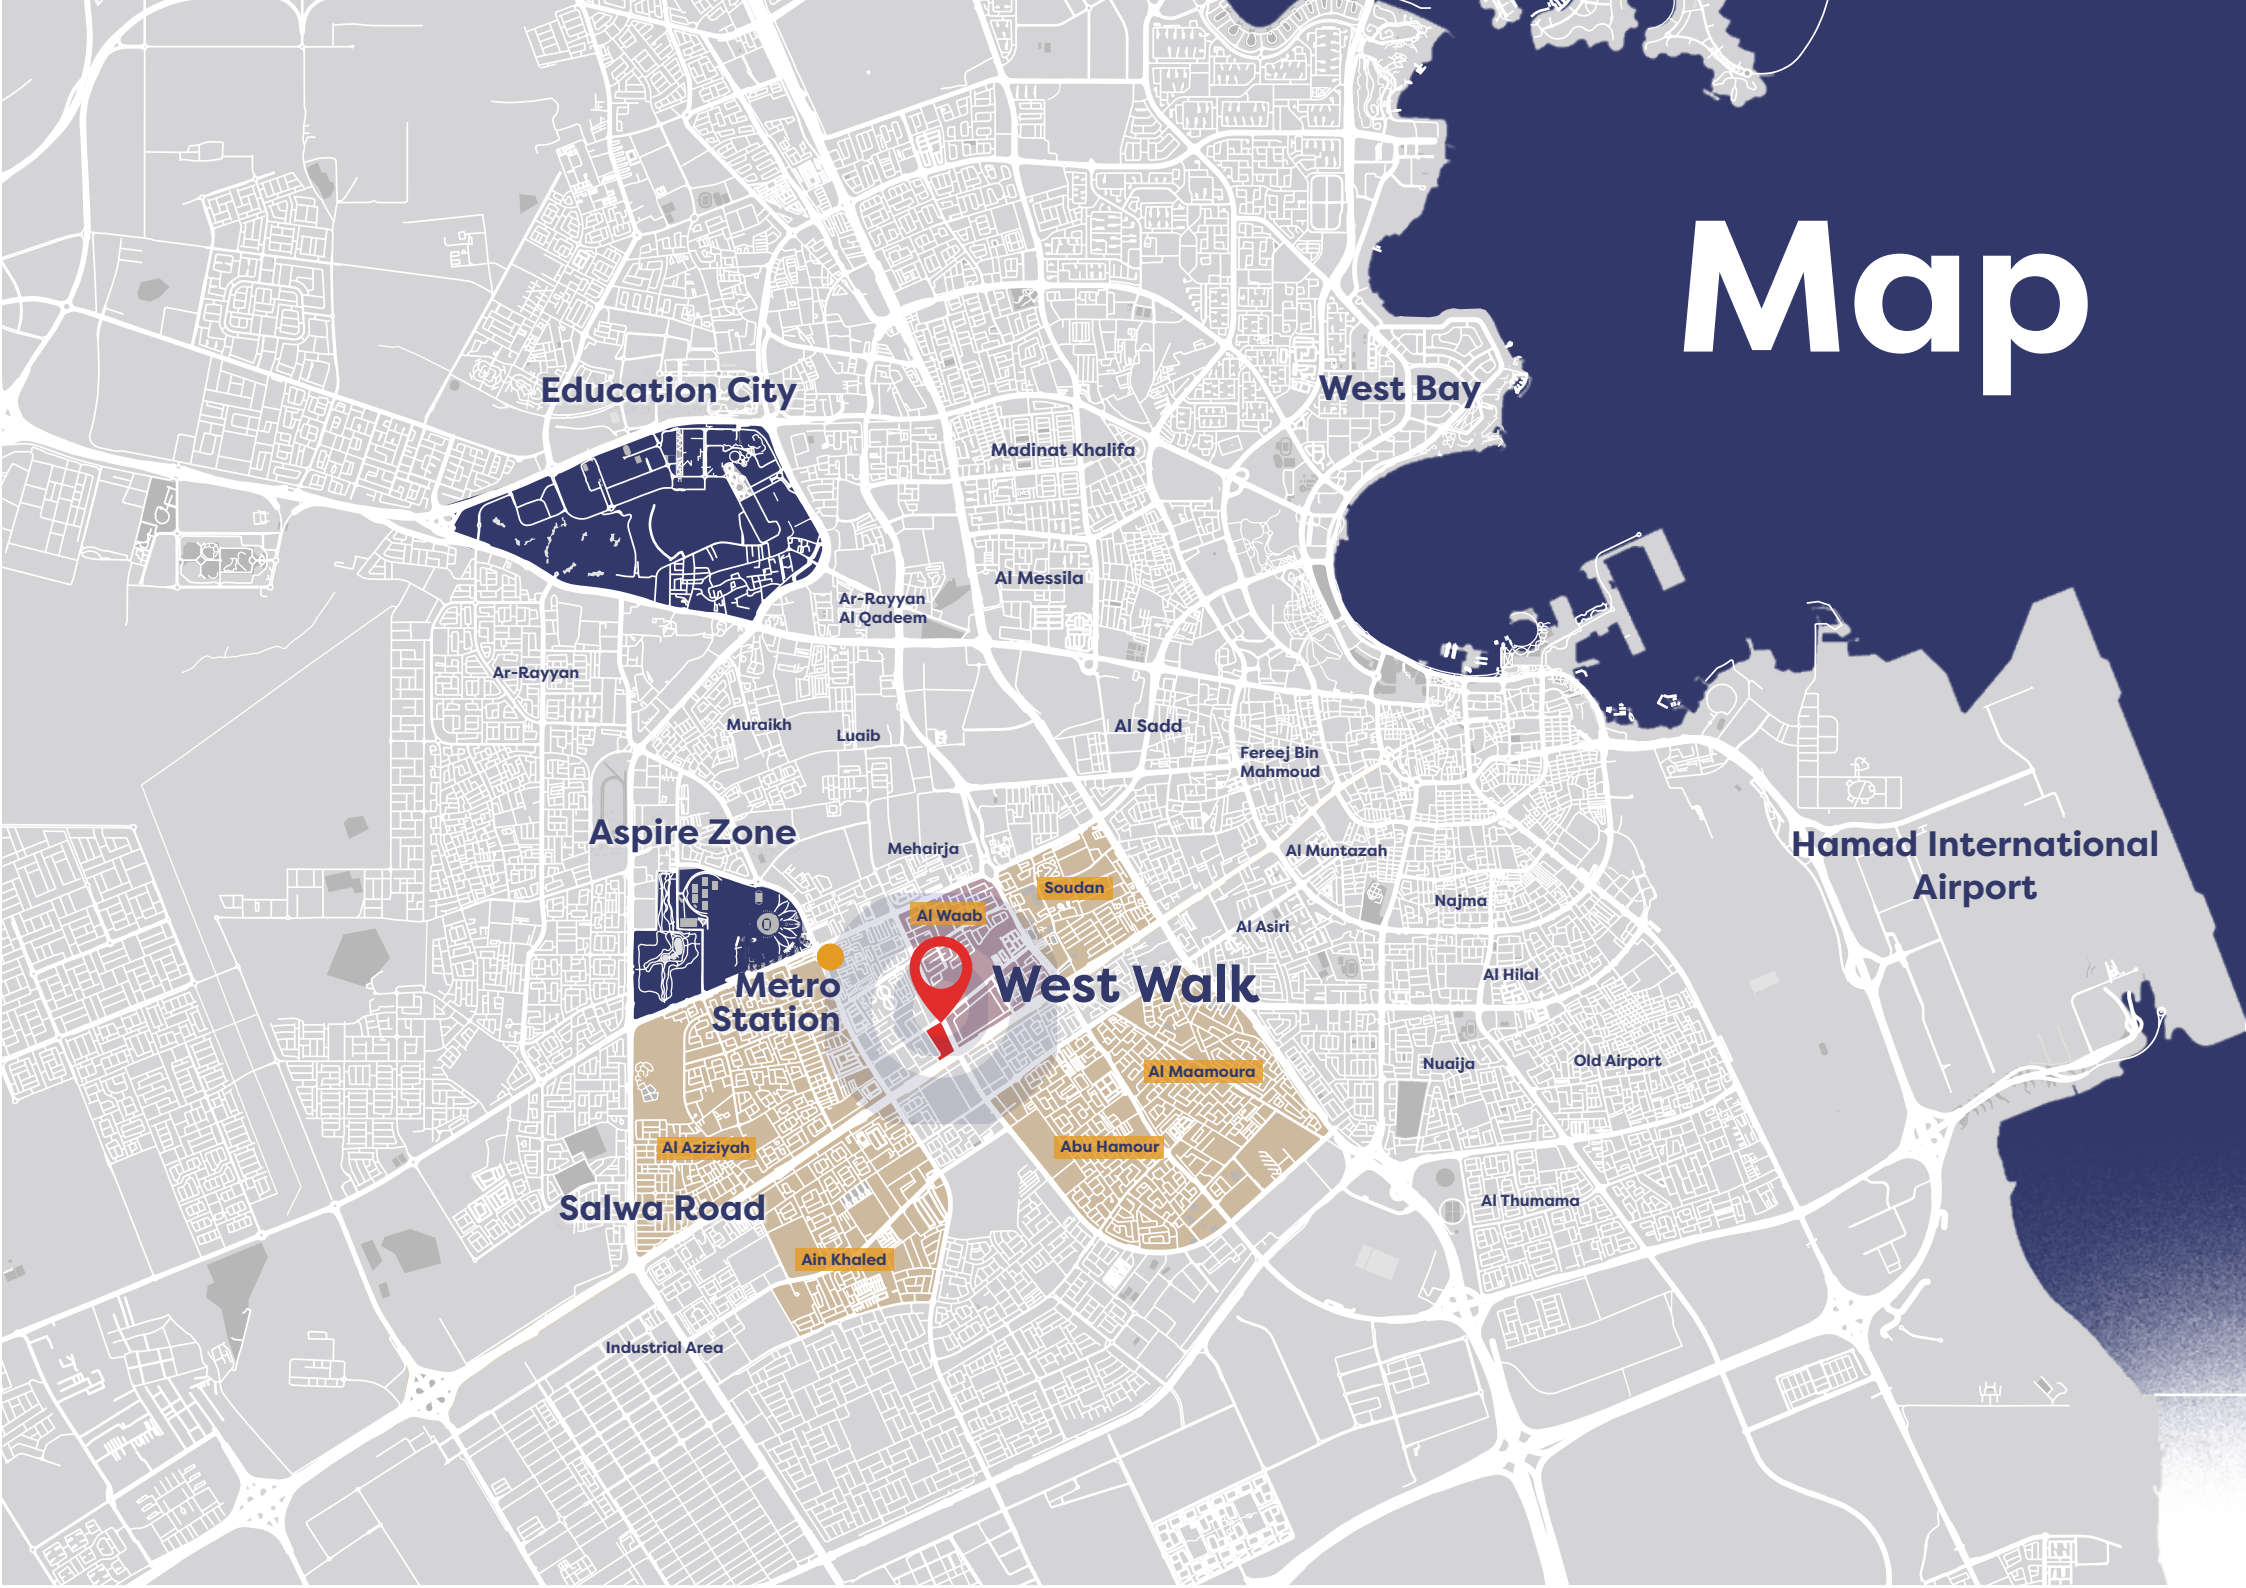 Map
Education City
West Bay
Madinat Khalifa
Al Messila
Ar-Rayyan
Al Qadeem
Ar-Rayyan
Muraikh
Luaib
Al Sadd
Fereej Bin
Mahmoud
Aspire Zone
Mehairja
Al Muntazah
Hamad International
Airport
Soudan
Al Waab
Najma
Al Asiri
Metro
Station
West Walk
Al Hilal
Al Maamoura
Nuaija
Old Airport
Al Aziziyah
Abu Hamour
Salwa Road
Al Thumama
Ain Khaled
Industrial Area